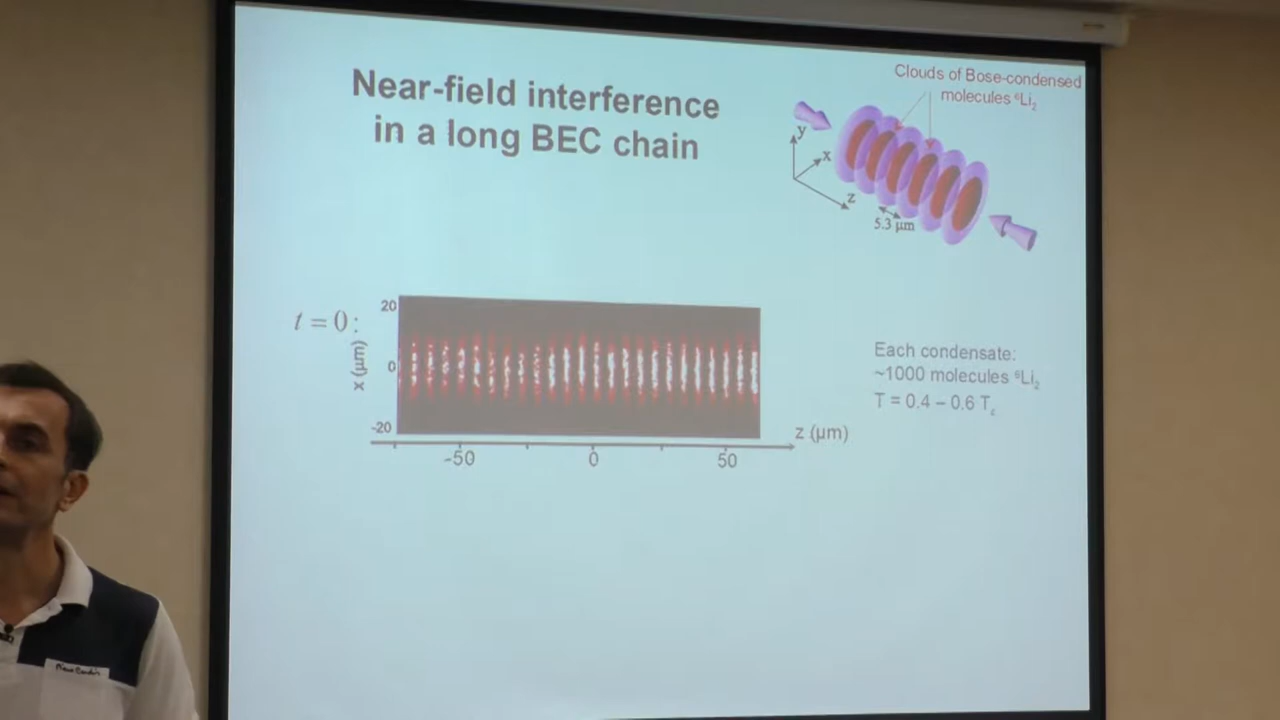 Near-field interference
in a long BEC chain
Clouds of Bose-condensed
molecules ⁶Li₂
y
x
z
5.3 μm
t = 0:
x (μm)
20
0
-20
-50
0
50
z (μm)
Each condensate:
~1000 molecules ⁶Li₂
T = 0.4 – 0.6 T꜀